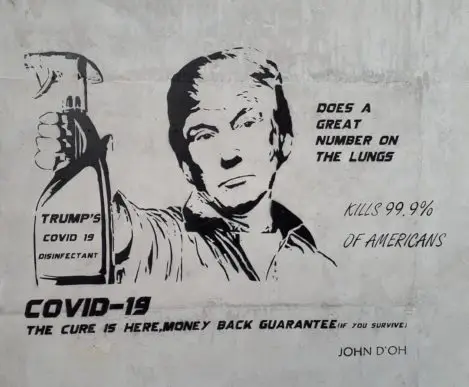 TRUMP'S
COVID 19
DISINFECTANT
DOES A
GREAT
NUMBER ON
THE LUNGS
KILLS 99.9%
OF AMERICANS
COVID-19
THE CURE IS HERE,MONEY BACK GUARANTEE(IF YOU SURVIVE)
JOHN D'OH